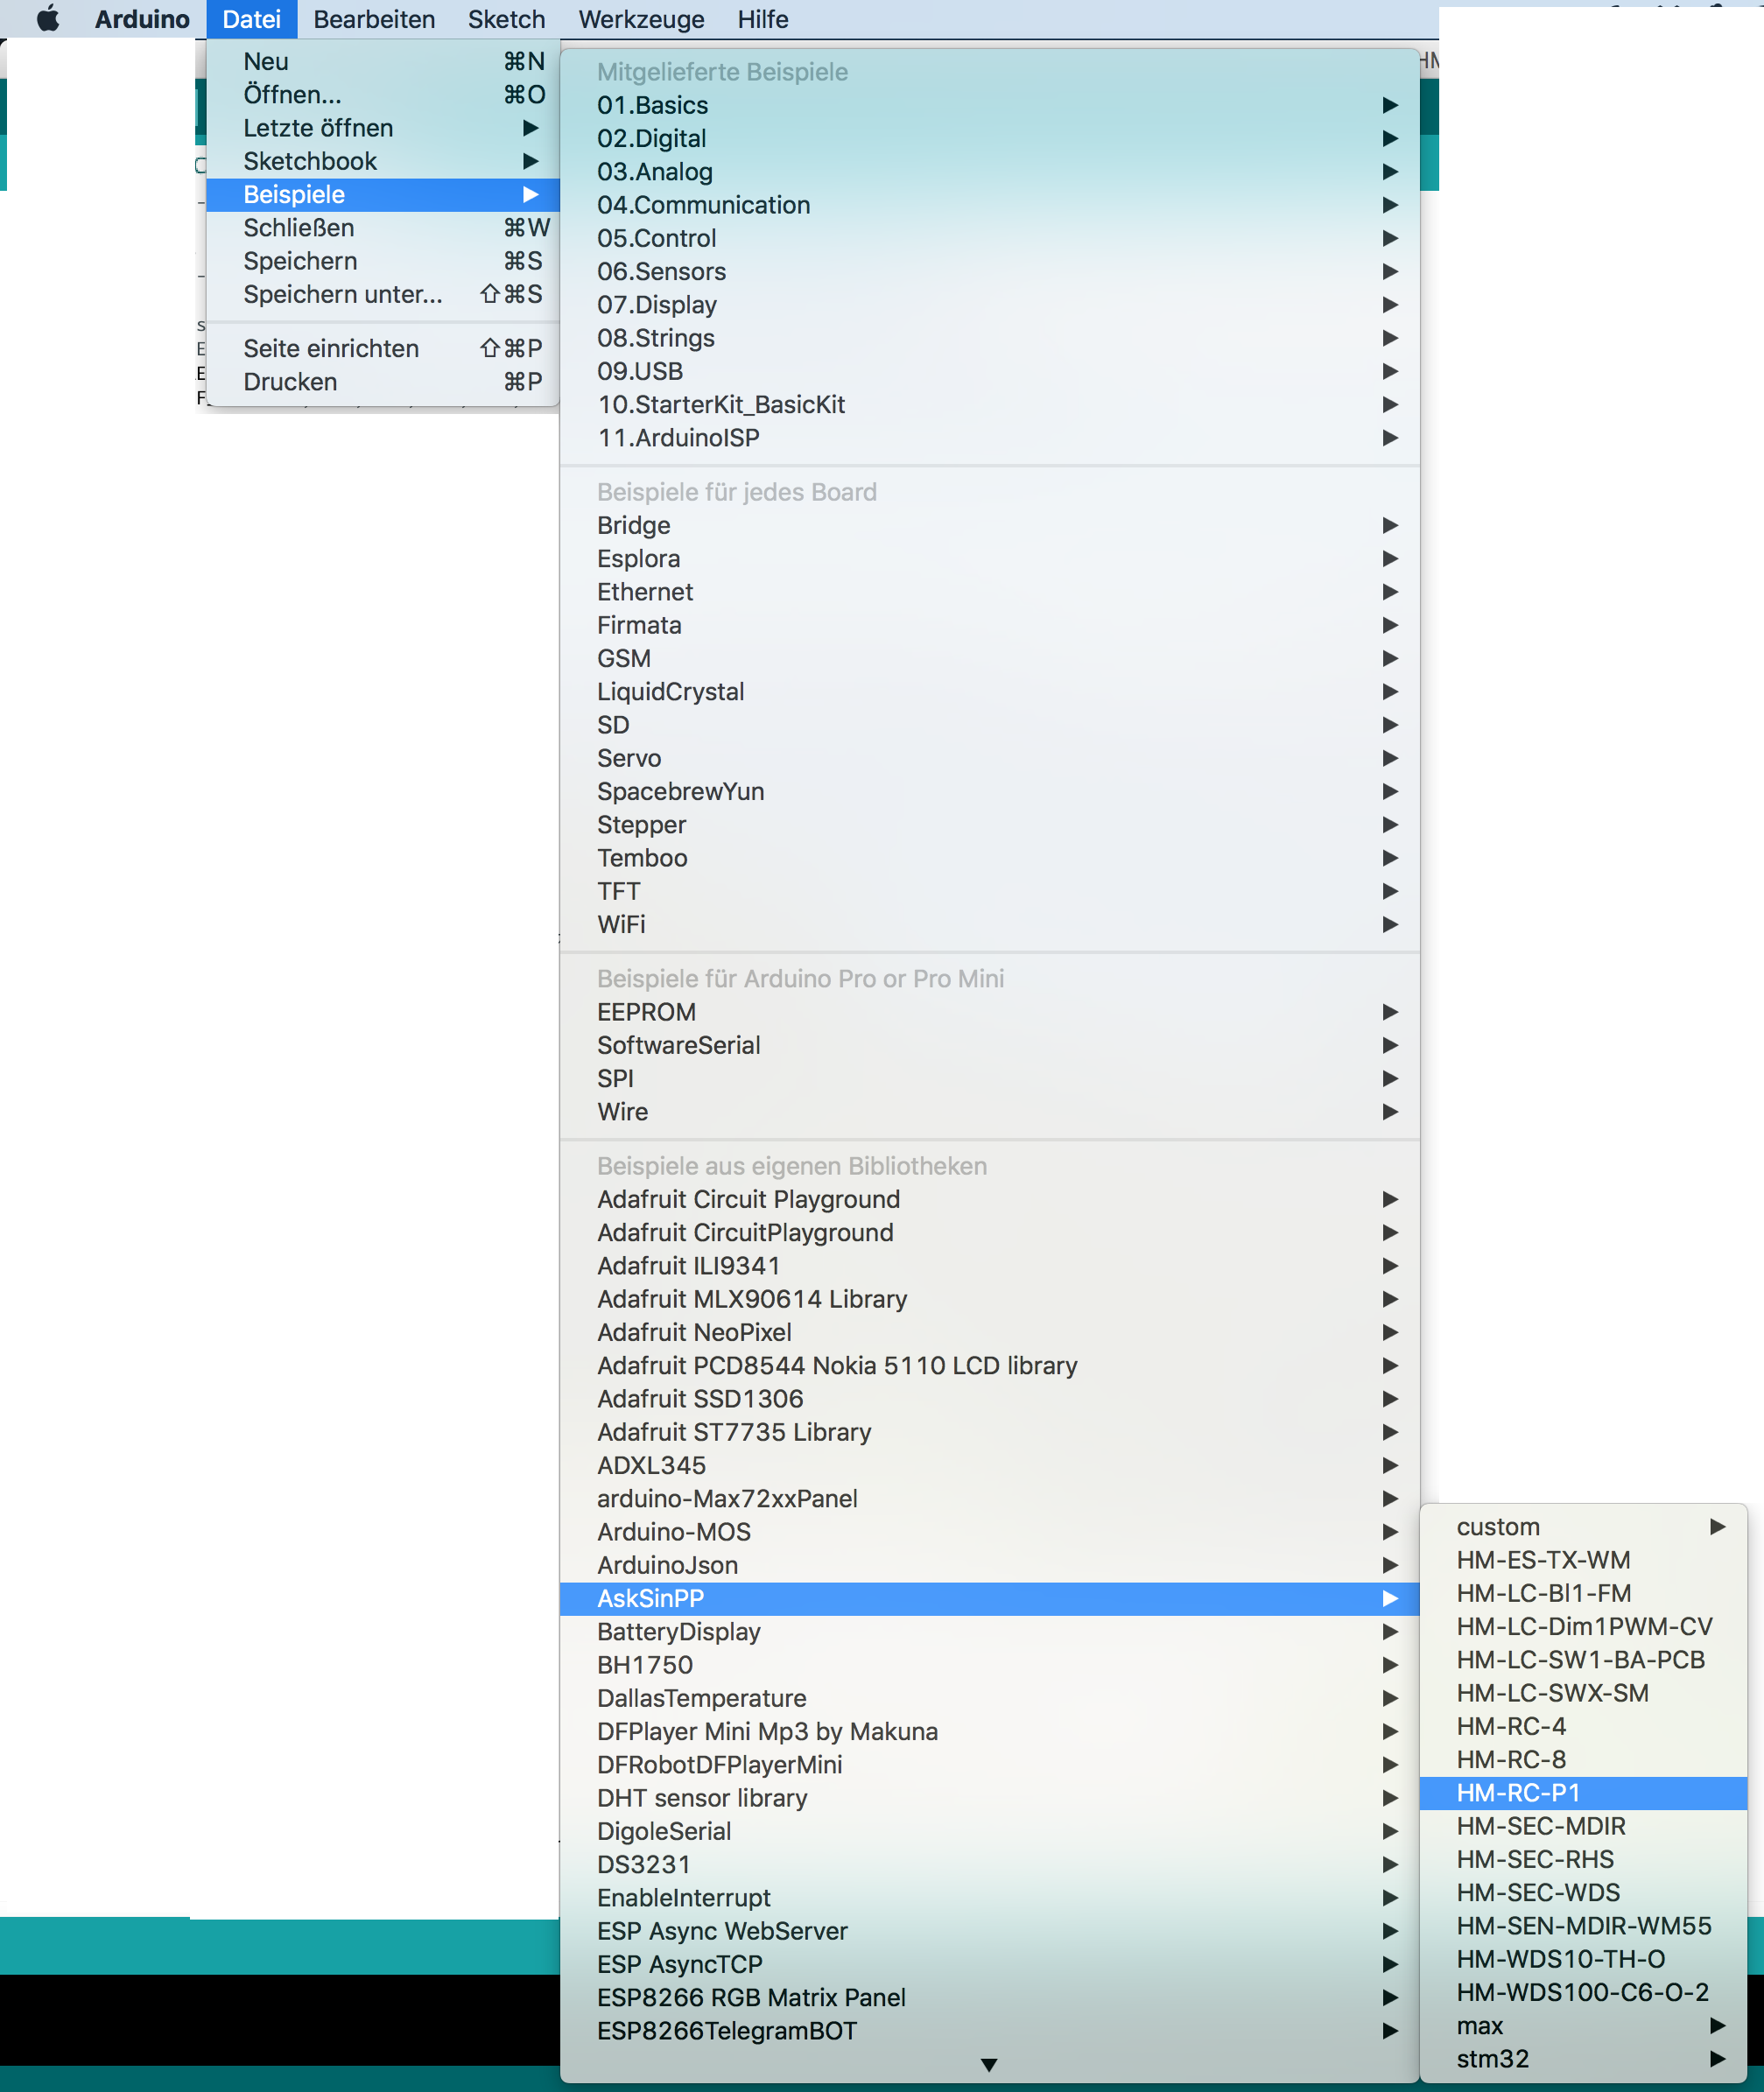 Arduino Datei Bearbeiten Sketch Werkzeuge Hilfe
Neu ⌘N
Öffnen... ⌘O
Letzte öffnen ▶
Sketchbook ▶
Beispiele ▶
Schließen ⌘W
Speichern ⌘S
Speichern unter... ⇧⌘S
Seite einrichten ⇧⌘P
Drucken ⌘P
Mitgelieferte Beispiele
01.Basics ▶
02.Digital ▶
03.Analog ▶
04.Communication ▶
05.Control ▶
06.Sensors ▶
07.Display ▶
08.Strings ▶
09.USB ▶
10.StarterKit_BasicKit ▶
11.ArduinoISP ▶
Beispiele für jedes Board
Bridge ▶
Esplora ▶
Ethernet ▶
Firmata ▶
GSM ▶
LiquidCrystal ▶
SD ▶
Servo ▶
SpacebrewYun ▶
Stepper ▶
Temboo ▶
TFT ▶
WiFi ▶
Beispiele für Arduino Pro or Pro Mini
EEPROM ▶
SoftwareSerial ▶
SPI ▶
Wire ▶
Beispiele aus eigenen Bibliotheken
Adafruit Circuit Playground ▶
Adafruit CircuitPlayground ▶
Adafruit ILI9341 ▶
Adafruit MLX90614 Library ▶
Adafruit NeoPixel ▶
Adafruit PCD8544 Nokia 5110 LCD library ▶
Adafruit SSD1306 ▶
Adafruit ST7735 Library ▶
ADXL345 ▶
arduino-Max72xxPanel ▶
Arduino-MOS ▶
ArduinoJson ▶
AskSinPP ▶
BatteryDisplay ▶
BH1750 ▶
DallasTemperature ▶
DFPlayer Mini Mp3 by Makuna ▶
DFRobotDFPlayerMini ▶
DHT sensor library ▶
DigoleSerial ▶
DS3231 ▶
EnableInterrupt ▶
ESP Async WebServer ▶
ESP AsyncTCP ▶
ESP8266 RGB Matrix Panel ▶
ESP8266TelegramBOT ▶
▼
custom ▶
HM-ES-TX-WM
HM-LC-Bl1-FM
HM-LC-Dim1PWM-CV
HM-LC-SW1-BA-PCB
HM-LC-SWX-SM
HM-RC-4
HM-RC-8
HM-RC-P1
HM-SEC-MDIR
HM-SEC-RHS
HM-SEC-WDS
HM-SEN-MDIR-WM55
HM-WDS10-TH-O
HM-WDS100-C6-O-2
max ▶
stm32 ▶